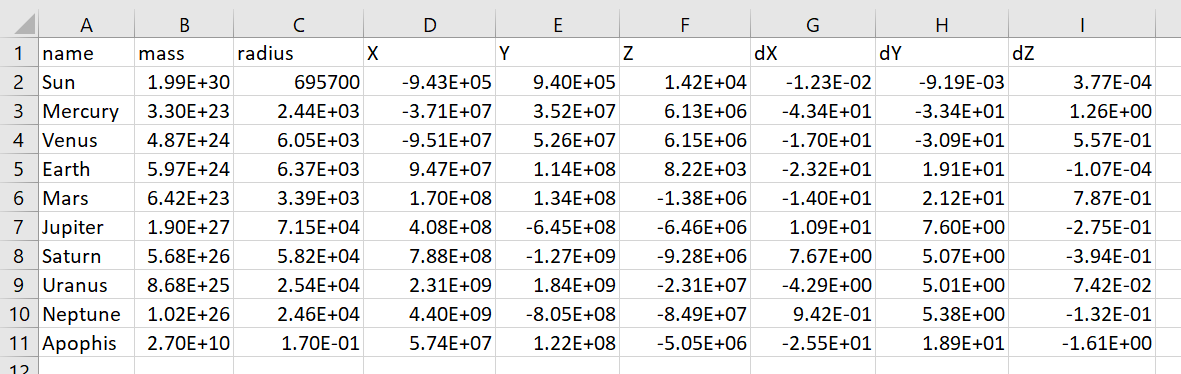 A B C D E F G H I
1 name mass radius X Y Z dX dY dZ
2 Sun 1.99E+30 695700 -9.43E+05 9.40E+05 1.42E+04 -1.23E-02 -9.19E-03 3.77E-04
3 Mercury 3.30E+23 2.44E+03 -3.71E+07 3.52E+07 6.13E+06 -4.34E+01 -3.34E+01 1.26E+00
4 Venus 4.87E+24 6.05E+03 -9.51E+07 5.26E+07 6.15E+06 -1.70E+01 -3.09E+01 5.57E-01
5 Earth 5.97E+24 6.37E+03 9.47E+07 1.14E+08 8.22E+03 -2.32E+01 1.91E+01 -1.07E-04
6 Mars 6.42E+23 3.39E+03 1.70E+08 1.34E+08 -1.38E+06 -1.40E+01 2.12E+01 7.87E-01
7 Jupiter 1.90E+27 7.15E+04 4.08E+08 -6.45E+08 -6.46E+06 1.09E+01 7.60E+00 -2.75E-01
8 Saturn 5.68E+26 5.82E+04 7.88E+08 -1.27E+09 -9.28E+06 7.67E+00 5.07E+00 -3.94E-01
9 Uranus 8.68E+25 2.54E+04 2.31E+09 1.84E+09 -2.31E+07 -4.29E+00 5.01E+00 7.42E-02
10 Neptune 1.02E+26 2.46E+04 4.40E+09 -8.05E+08 -8.49E+07 9.42E-01 5.38E+00 -1.32E-01
11 Apophis 2.70E+10 1.70E-01 5.74E+07 1.22E+08 -5.05E+06 -2.55E+01 1.89E+01 -1.61E+00
12